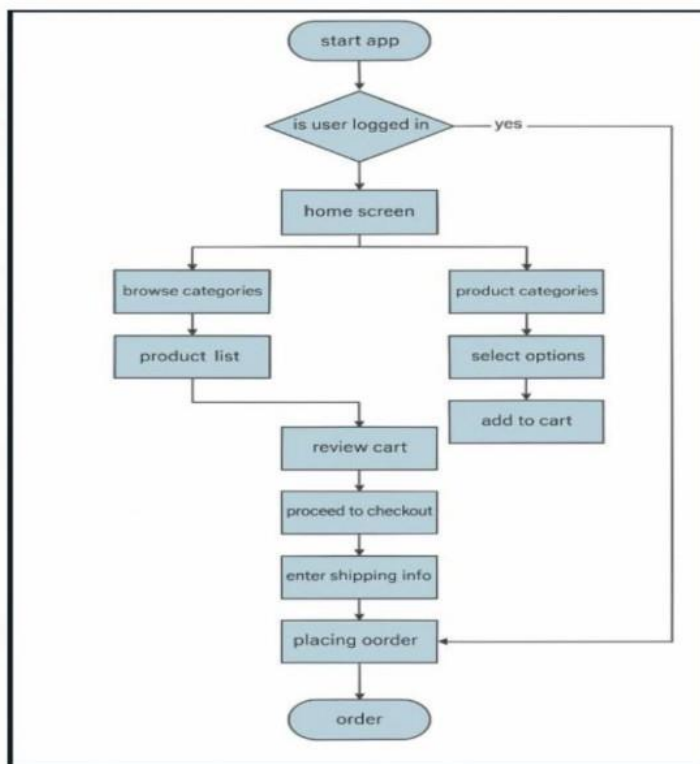 start app
is user logged in
yes
home screen
browse categories
product categories
product list
select options
add to cart
review cart
proceed to checkout
enter shipping info
placing oorder
order